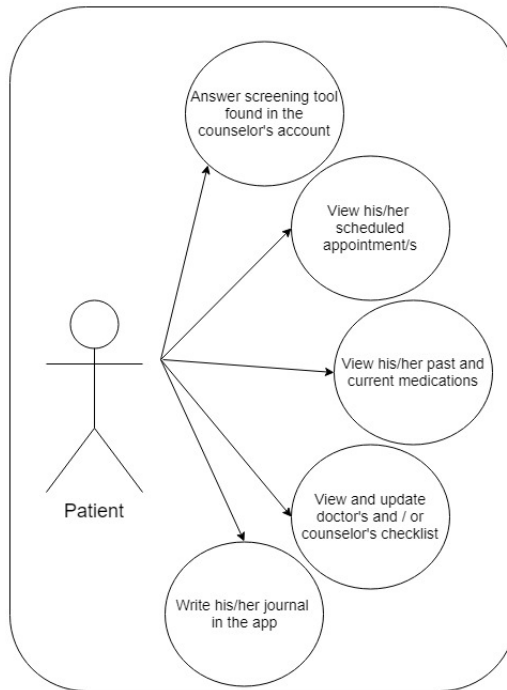 Answer screening tool
found in the
counselor's account
View his/her
scheduled
appointment/s
View his/her past and
current medications
Patient
View and update
doctor's and / or
counselor's checklist
Write his/her journal
in the app